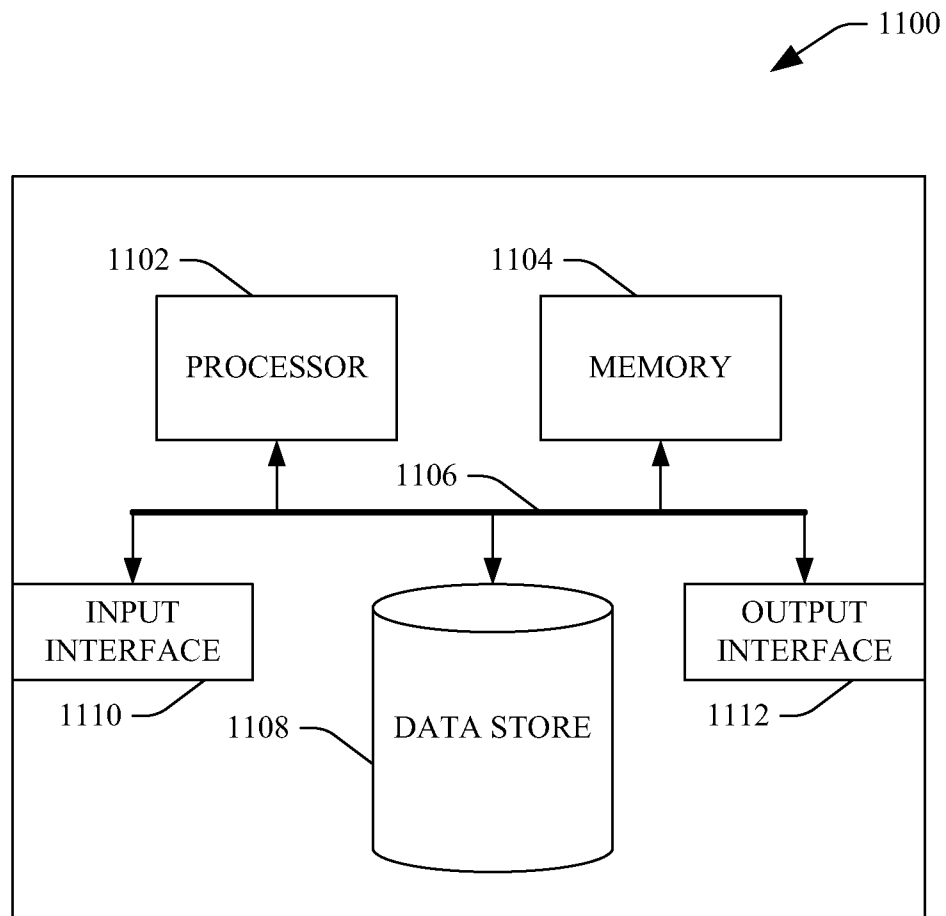 1100
1102
1104
PROCESSOR
MEMORY
1106
INPUT
INTERFACE
OUTPUT
INTERFACE
1110
1108
DATA STORE
1112